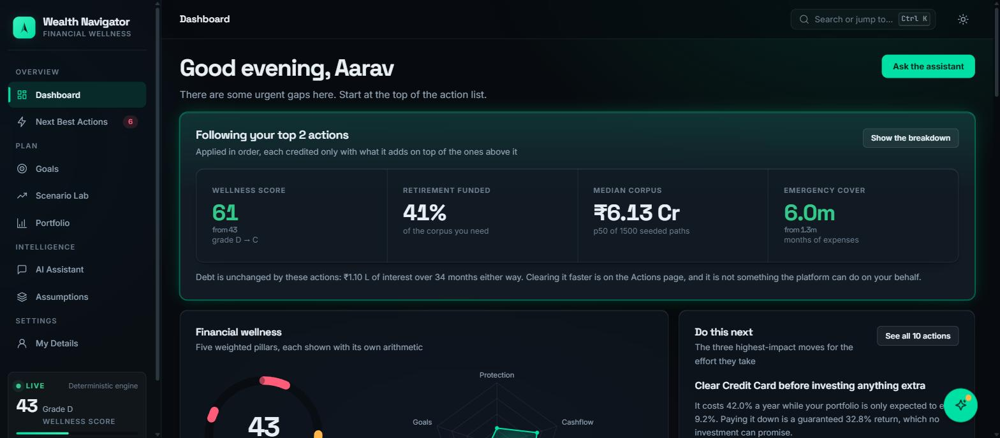 Wealth Navigator
FINANCIAL WELLNESS
OVERVIEW
Dashboard
Next Best Actions 6
PLAN
Goals
Scenario Lab
Portfolio
INTELLIGENCE
AI Assistant
Assumptions
SETTINGS
My Details
LIVE Deterministic engine
43 Grade D
WELLNESS SCORE
Dashboard
Search or jump to... Ctrl K
Good evening, Aarav
Ask the assistant
There are some urgent gaps here. Start at the top of the action list.
Following your top 2 actions
Show the breakdown
Applied in order, each credited only with what it adds on top of the ones above it
WELLNESS SCORE
61
from 43
grade D → C
RETIREMENT FUNDED
41%
of the corpus you need
MEDIAN CORPUS
₹6.13 Cr
p50 of 1500 seeded paths
EMERGENCY COVER
6.0m
from 1.3m
months of expenses
Debt is unchanged by these actions: ₹1.10 L of interest over 34 months either way. Clearing it faster is on the Actions page, and it is not something the platform can do on your behalf.
Financial wellness
Five weighted pillars, each shown with its own arithmetic
43
Protection
Goals
Cashflow
Do this next
See all 10 actions
The three highest-impact moves for the
effort they take
Clear Credit Card before investing anything extra
It costs 42.0% a year while your portfolio is only expected to
9.2%. Paying it down is a guaranteed 32.8% return, which no
investment can promise.